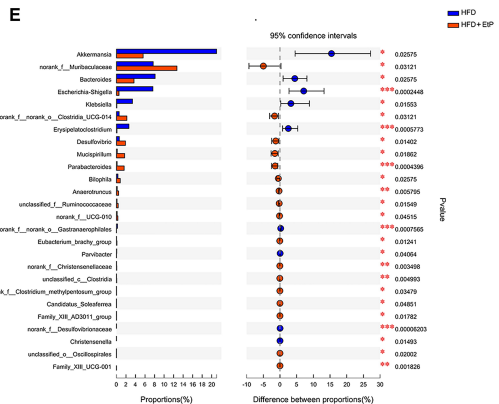 E
HFD
HFD+EtP
95% confidence intervals
Akkermansia * 0.02575
norank_f__Muribaculaceae * 0.03121
Bacteroides * 0.02575
Escherichia-Shigella *** 0.0002448
Klebsiella * 0.01553
norank_f__norank_o__Clostridia_UCG-014 * 0.03121
Erysipelatoclostridium *** 0.0005773
Desulfovibrio * 0.01402
Mucispirillum * 0.01862
Parabacteroides *** 0.0004396
Bilophila * 0.02575
Anaerotruncus ** 0.005795
unclassified_f__Ruminococcaceae * 0.01549
norank_f__UCG-010 * 0.04515
norank_f__norank_o__Gastranaerophilales *** 0.0007565
Eubacterium_brachy_group * 0.01241
Parvibacter * 0.04064
norank_f__Christensenellaceae ** 0.003498
unclassified_c__Clostridia ** 0.004993
k_f__Clostridium_methylpentosum_group * 0.03479
Candidatus_Soleaferrea * 0.04851
Family_XIII_AD3011_group * 0.01782
norank_f__Desulfovibrionaceae *** 0.00006203
Christensenella * 0.01493
unclassified_o__Oscillospirales * 0.02002
Family_XIII_UCG-001 ** 0.001826
Pvalue
0 2 4 6 8 10 12 14 16 18 20
-10 -5 0 5 10 15 20 25 30
Proportions(%)
Difference between proportions(%)